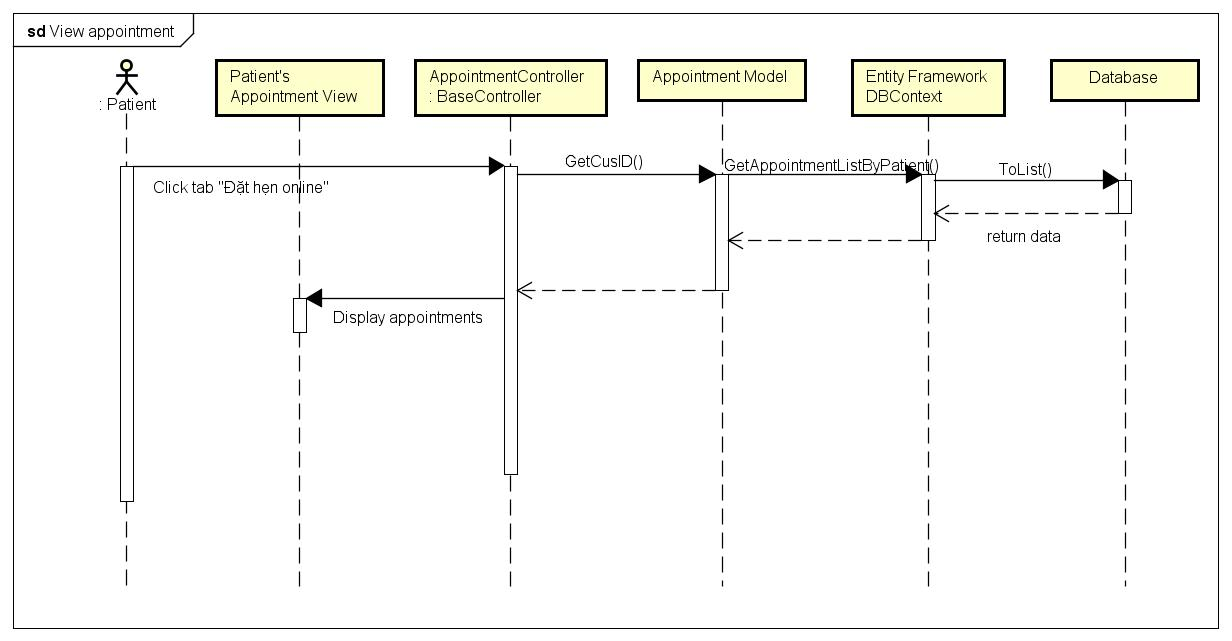 sd View appointment
: Patient
Patient's
Appointment View
AppointmentController
: BaseController
Appointment Model
Entity Framework
DBContext
Database
GetCusID()
GetAppointmentListByPatient()
ToList()
Click tab "Đặt hẹn online"
return data
Display appointments